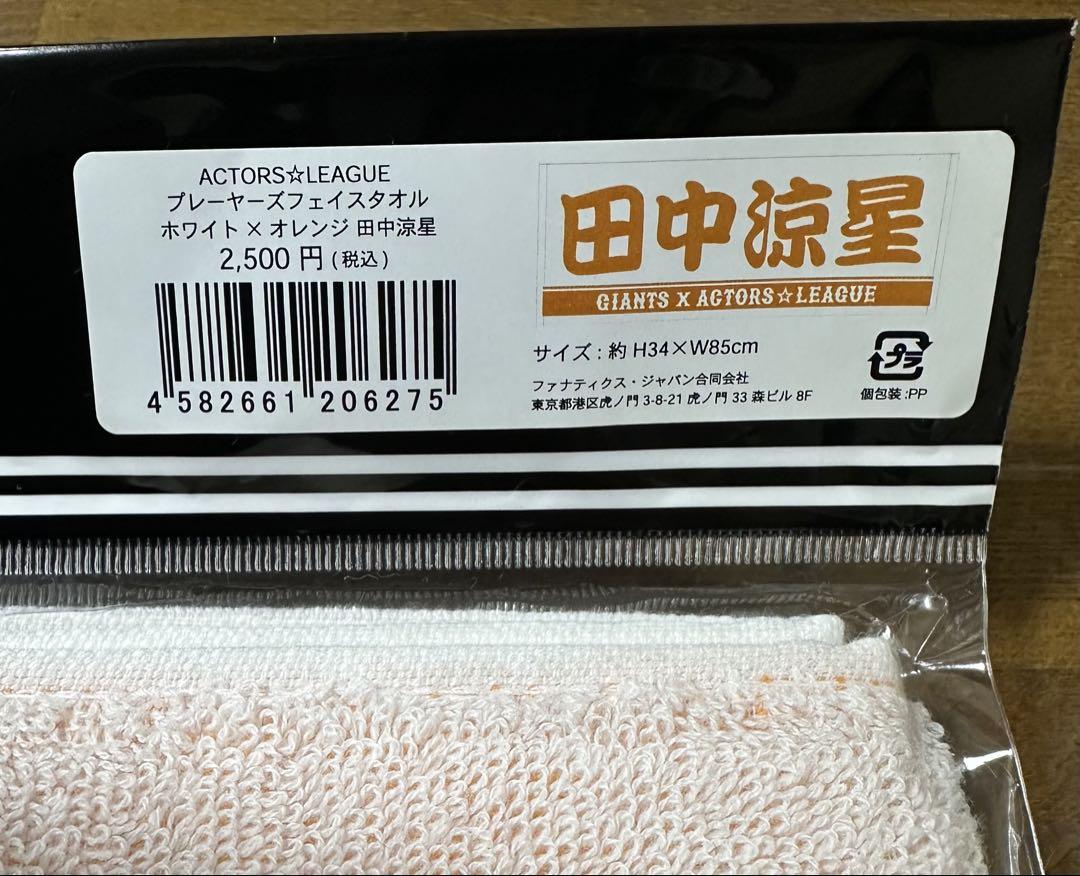 ACTORS☆LEAGUE
プレーヤーズフェイスタオル
ホワイト×オレンジ 田中涼星
2,500 円 (税込)
4 582661 206275
田中涼星
GIANTS X ACTORS☆LEAGUE
サイズ : 約 H34×W85cm
ファナティクス・ジャパン合同会社
東京都港区虎ノ門 3-8-21 虎ノ門 33 森ビル 8F
プラ
個包装 :PP